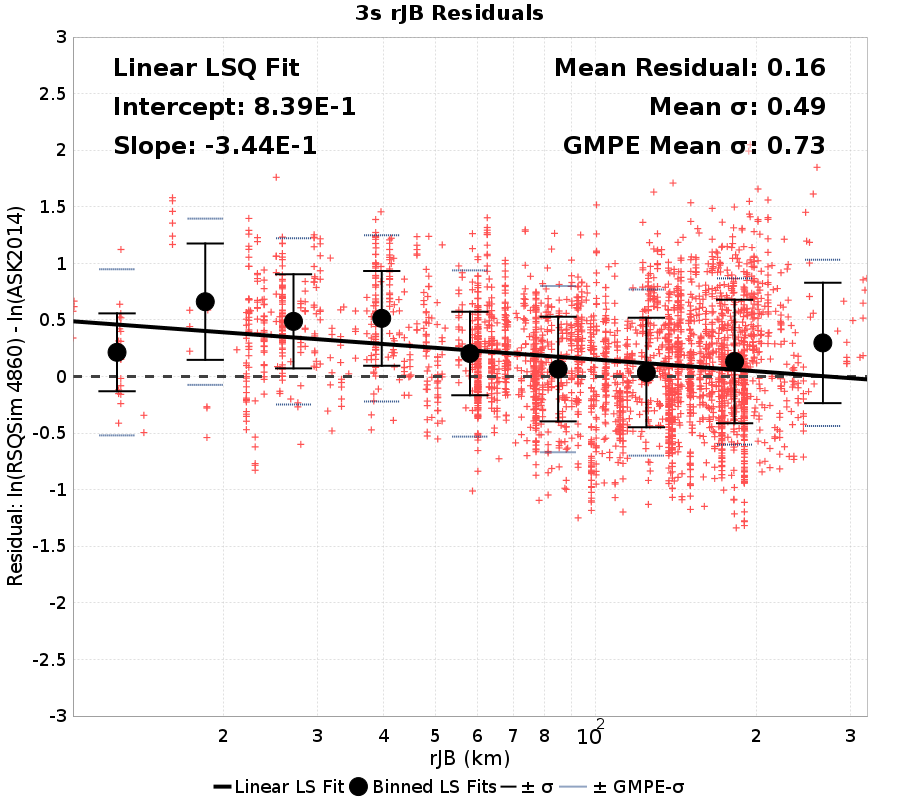 3s rJB Residuals
Linear LSQ Fit
Intercept: 8.39E-1
Slope: -3.44E-1
Mean Residual: 0.16
Mean σ: 0.49
GMPE Mean σ: 0.73
Residual: ln(RSQSim 4860) - ln(ASK2014)
3
2.5
2
1.5
1
0.5
0
-0.5
-1
-1.5
-2
-2.5
-3
2 3 4 5 6 7 8 10² 2 3
rJB (km)
Linear LS Fit Binned LS Fits ± σ ± GMPE-σ